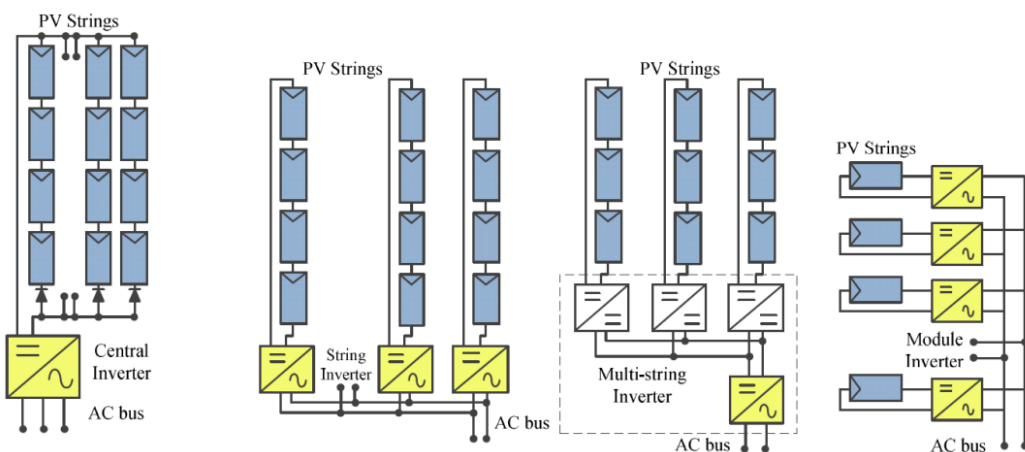 PV Strings
Central
Inverter
AC bus
PV Strings
String
Inverter
AC bus
PV Strings
Multi-string
Inverter
AC bus
PV Strings
Module
Inverter
AC bus